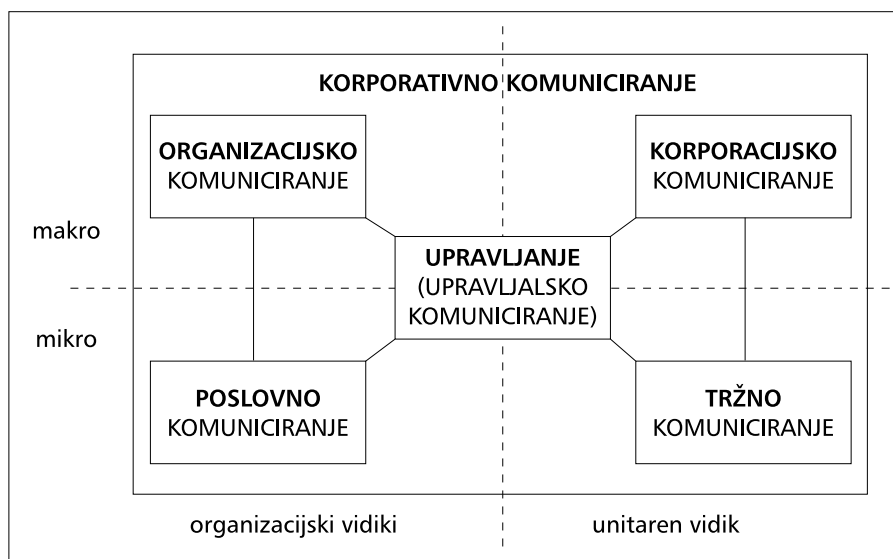 KORPORATIVNO KOMUNICIRANJE
ORGANIZACIJSKO
KOMUNICIRANJE
KORPORACIJSKO
KOMUNICIRANJE
makro
UPRAVLJANJE
(UPRAVLJALSKO
KOMUNICIRANJE)
mikro
POSLOVNO
KOMUNICIRANJE
TRŽNO
KOMUNICIRANJE
organizacijski vidiki
unitaren vidik